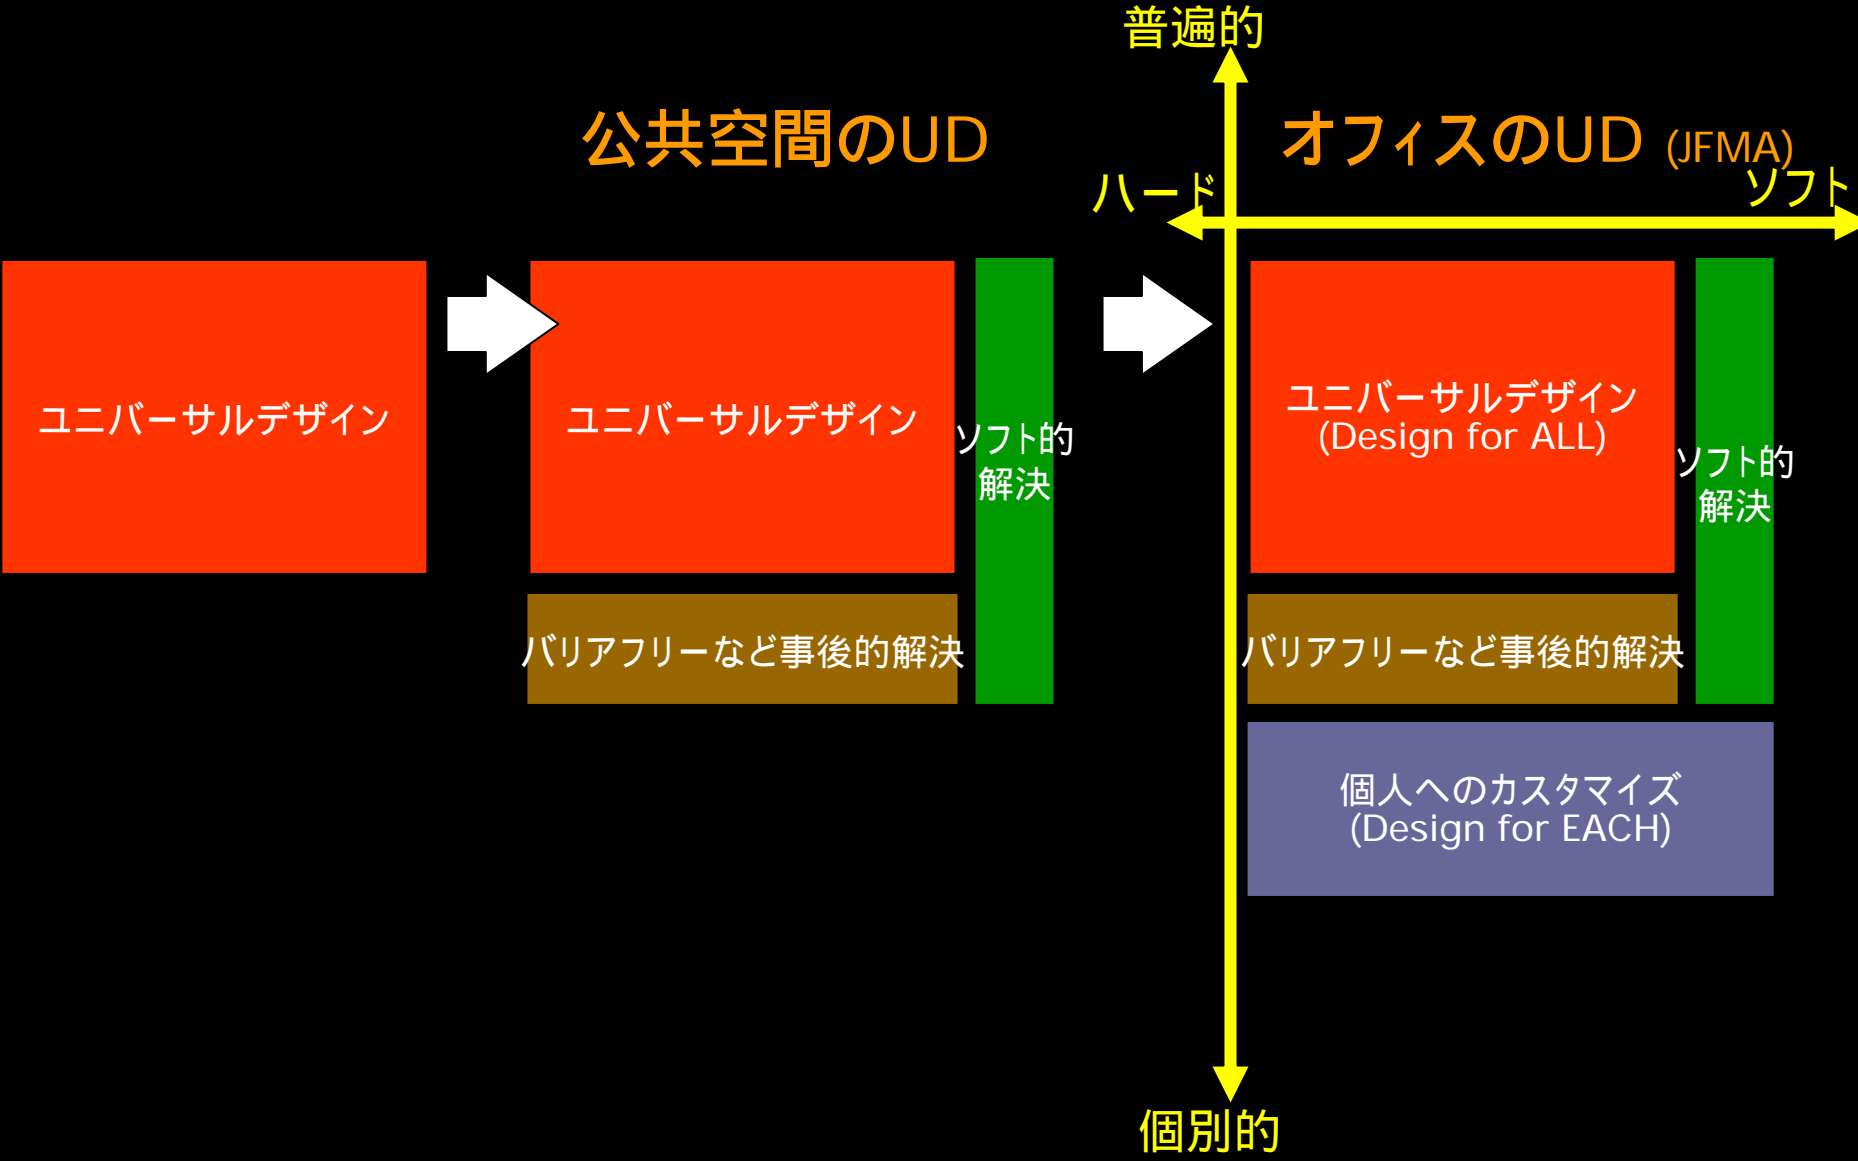 普遍的
公共空間のUD
オフィスのUD (JFMA)
ハード
ソフト
ユニバーサルデザイン
ユニバーサルデザイン
ソフト的
解決
バリアフリーなど事後的解決
ユニバーサルデザイン
(Design for ALL)
ソフト的
解決
バリアフリーなど事後的解決
個人へのカスタマイズ
(Design for EACH)
個別的